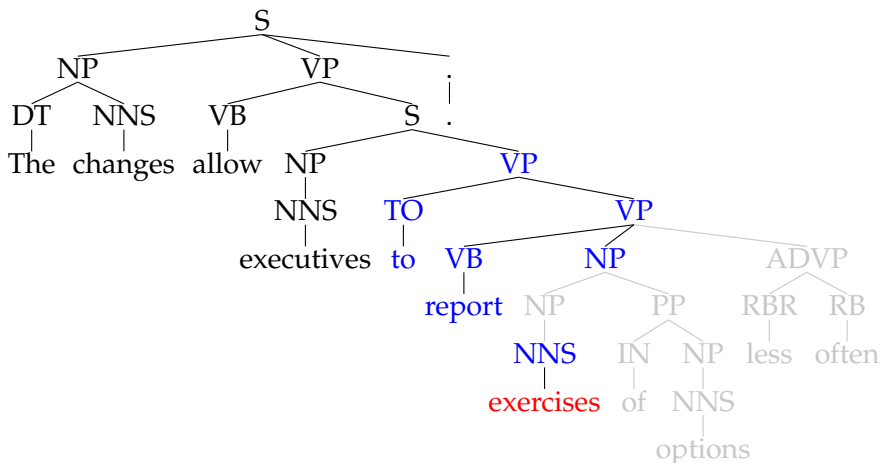 S
NP VP .
DT NNS VB S .
The changes allow NP VP
NNS TO VP
executives to VB NP ADVP
report NP PP RBR RB
NNS IN NP less often
exercises of NNS
options